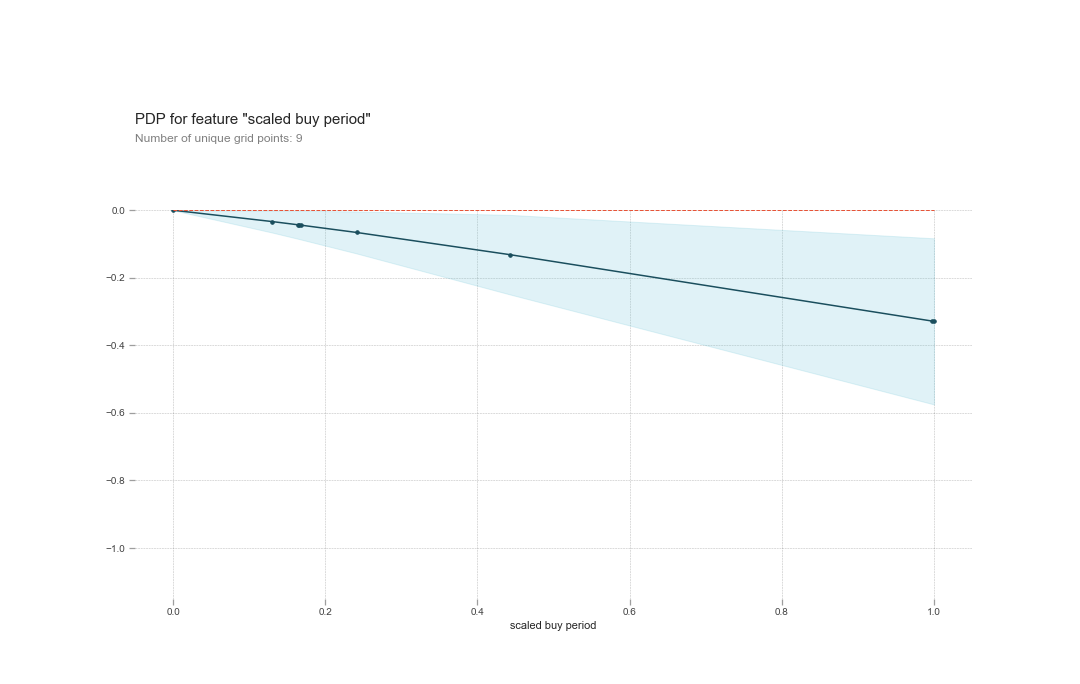 PDP for feature "scaled buy period"
Number of unique grid points: 9
0.0
−0.2
−0.4
−0.6
−0.8
−1.0
0.0 0.2 0.4 0.6 0.8 1.0
scaled buy period